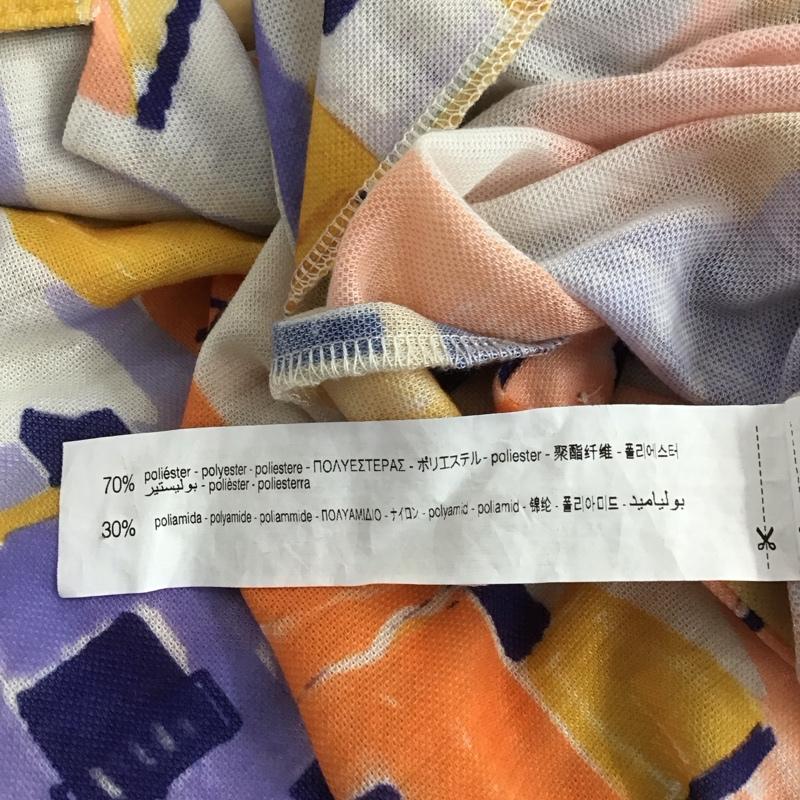 70% poliéster - polyester - poliestere - ΠΟΛΥΕΣΤΕΡΑΣ - ポリエステル - poliester - 聚酯纤维 - 폴리에스터
بوليستير - polièster - poliesterra
30% poliamida - polyamide - poliammide - ΠΟΛΥΑΜΙΔΙΟ - ナイロン - polyamid - poliamid - 锦纶 - 폴리아미드 - بولياميد